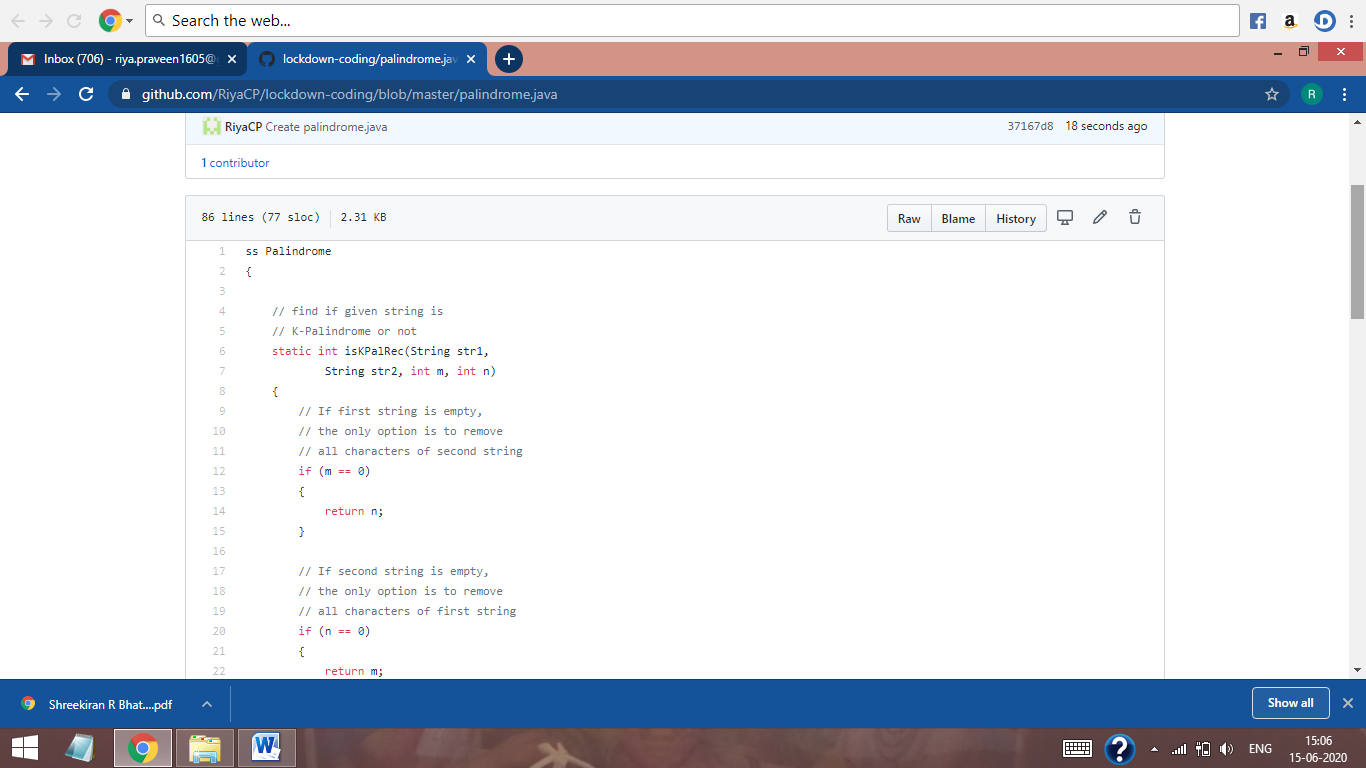 Search the web...
Inbox (706) - riya.praveen1605@
lockdown-coding/palindrome.jav
github.com/RiyaCP/lockdown-coding/blob/master/palindrome.java
R
RiyaCP Create palindrome.java
37167d8 18 seconds ago
1 contributor
86 lines (77 sloc) 2.31 KB
Raw Blame History
1 ss Palindrome
2 {
3
4 // find if given string is
5 // K-Palindrome or not
6 static int isKPalRec(String str1,
7 String str2, int m, int n)
8 {
9 // If first string is empty,
10 // the only option is to remove
11 // all characters of second string
12 if (m == 0)
13 {
14 return n;
15 }
16
17 // If second string is empty,
18 // the only option is to remove
19 // all characters of first string
20 if (n == 0)
21 {
22 return m;
Shreekiran R Bhat....pdf
Show all
ENG
15:06
15-06-2020